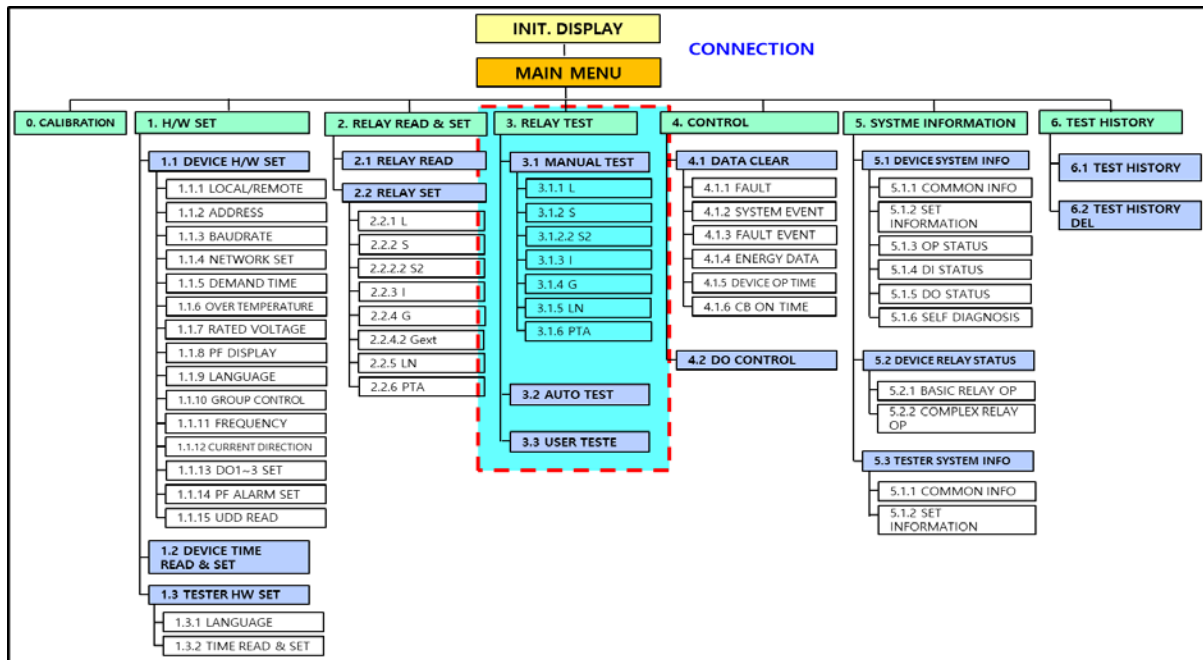 INIT. DISPLAY
CONNECTION
MAIN MENU
0. CALIBRATION
1. H/W SET
1.1 DEVICE H/W SET
1.1.1 LOCAL/REMOTE
1.1.2 ADDRESS
1.1.3 BAUDRATE
1.1.4 NETWORK SET
1.1.5 DEMAND TIME
1.1.6 OVER TEMPERATURE
1.1.7 RATED VOLTAGE
1.1.8 PF DISPLAY
1.1.9 LANGUAGE
1.1.10 GROUP CONTROL
1.1.11 FREQUENCY
1.1.12 CURRENT DIRECTION
1.1.13 DO1~3 SET
1.1.14 PF ALARM SET
1.1.15 UDD READ
1.2 DEVICE TIME
READ & SET
1.3 TESTER HW SET
1.3.1 LANGUAGE
1.3.2 TIME READ & SET
2. RELAY READ & SET
2.1 RELAY READ
2.2 RELAY SET
2.2.1 L
2.2.2 S
2.2.2.2 S2
2.2.3 I
2.2.4 G
2.2.4.2 Gext
2.2.5 LN
2.2.6 PTA
3. RELAY TEST
3.1 MANUAL TEST
3.1.1 L
3.1.2 S
3.1.2.2 S2
3.1.3 I
3.1.4 G
3.1.5 LN
3.1.6 PTA
3.2 AUTO TEST
3.3 USER TESTE
4. CONTROL
4.1 DATA CLEAR
4.1.1 FAULT
4.1.2 SYSTEM EVENT
4.1.3 FAULT EVENT
4.1.4 ENERGY DATA
4.1.5 DEVICE OP TIME
4.1.6 CB ON TIME
4.2 DO CONTROL
5. SYSTME INFORMATION
5.1 DEVICE SYSTEM INFO
5.1.1 COMMON INFO
5.1.2 SET
INFORMATION
5.1.3 OP STATUS
5.1.4 DI STATUS
5.1.5 DO STATUS
5.1.6 SELF DIAGNOSIS
5.2 DEVICE RELAY STATUS
5.2.1 BASIC RELAY OP
5.2.2 COMPLEX RELAY
OP
5.3 TESTER SYSTEM INFO
5.1.1 COMMON INFO
5.1.2 SET
INFORMATION
6. TEST HISTORY
6.1 TEST HISTORY
6.2 TEST HISTORY
DEL